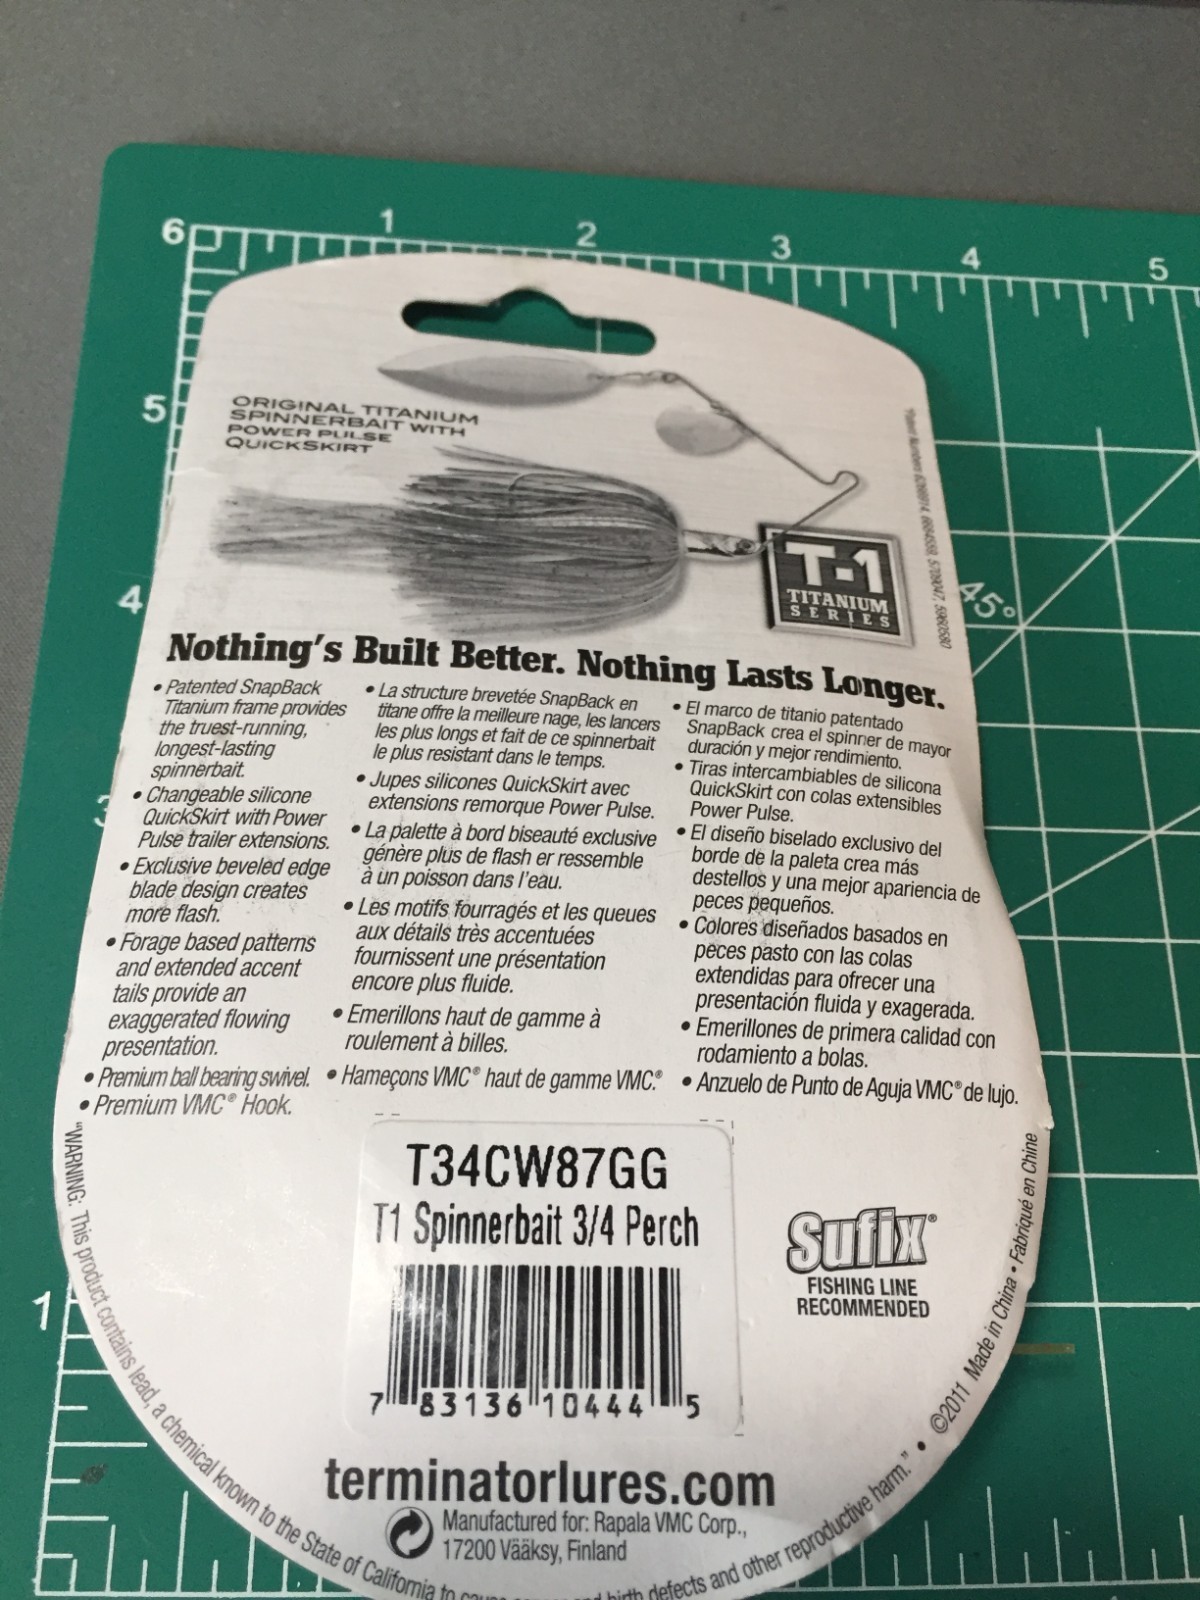 6
1
2
3
4
5
5
ORIGINAL TITANIUM
SPINNERBAIT WITH
POWER PULSE
QUICKSKIRT
T-1
TITANIUM
SERIES
45°
4
Nothing's Built Better. Nothing Lasts Longer.
• Patented SnapBack
Titanium frame provides
the truest-running,
longest-lasting
spinnerbait.
• Changeable silicone
QuickSkirt with Power
Pulse trailer extensions.
• Exclusive beveled edge
blade design creates
more flash.
• Forage based patterns
and extended accent
tails provide an
exaggerated flowing
presentation.
• Premium ball bearing swivel.
• Premium VMC® Hook.
• La structure brevetée SnapBack en
titane offre la meilleure nage, les lancers
les plus longs et fait de ce spinnerbait
le plus resistant dans le temps.
• Jupes silicones QuickSkirt avec
extensions remorque Power Pulse.
• La palette à bord biseauté exclusive
génère plus de flash er ressemble
à un poisson dans l'eau.
• Les motifs fourragés et les queues
aux détails très accentuées
fournissent une présentation
encore plus fluide.
• Emerillons haut de gamme à
roulement à billes.
• Hameçons VMC® haut de gamme VMC.®
• El marco de titanio patentado
SnapBack crea el spinner de mayor
duración y mejor rendimiento.
• Tiras intercambiables de silicona
QuickSkirt con colas extensibles
Power Pulse.
• El diseño biselado exclusivo del
borde de la paleta crea más
destellos y una mejor apariencia de
peces pequeños.
• Colores diseñados basados en
peces pasto con las colas
extendidas para ofrecer una
presentación fluida y exagerada.
• Emerillones de primera calidad con
rodamiento a bolas.
• Anzuelo de Punto de Aguja VMC® de lujo.
3
T34CW87GG
T1 Spinnerbait 3/4 Perch
7 83136 10444 5
Sufix®
FISHING LINE
RECOMMENDED
1
terminatorlures.com
Manufactured for: Rapala VMC Corp.,
17200 Vääksy, Finland
"WARNING: This product contains lead, a chemical known to the State of California to birth defects and other reproductive harm." • ©2011 Made in China • Fabriqué en Chine